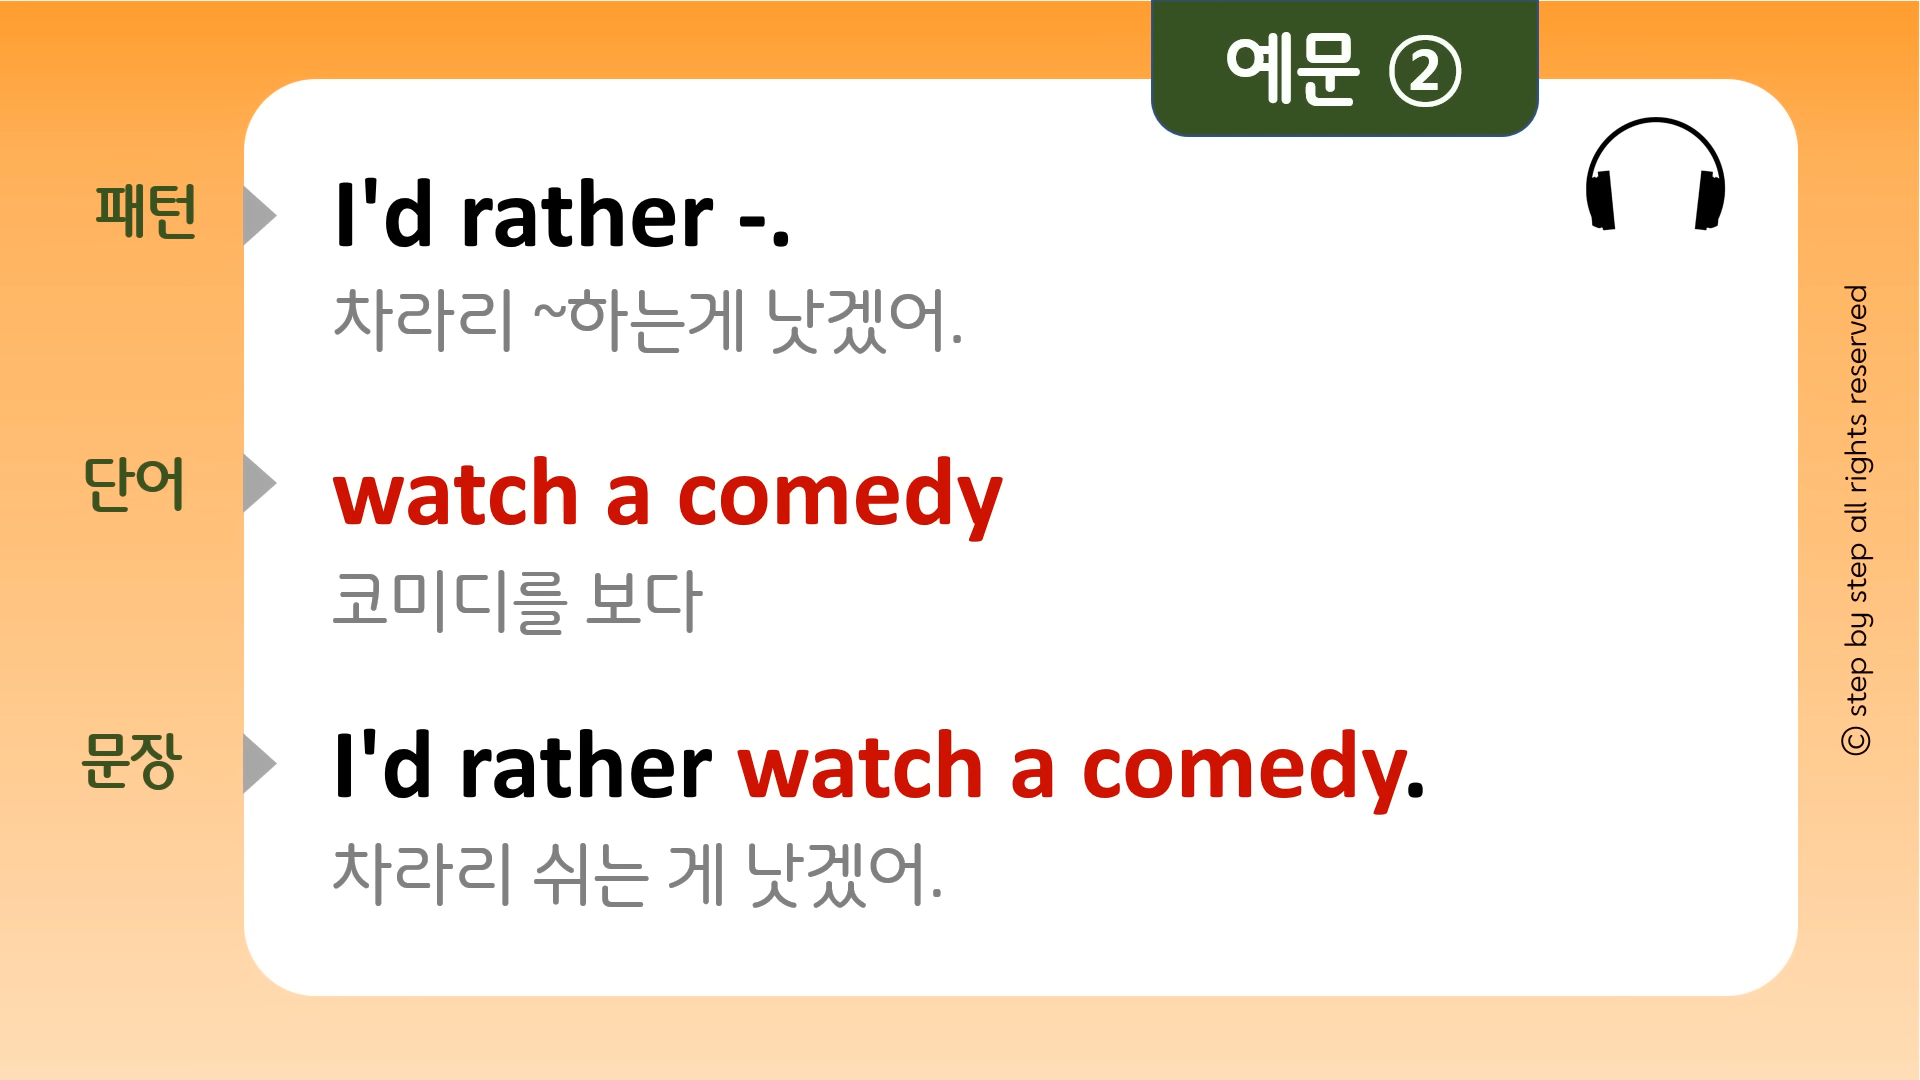 예문 ②
패턴
I'd rather -.
차라리 ~하는게 낫겠어.
단어
watch a comedy
코미디를 보다
문장
I'd rather watch a comedy.
차라리 쉬는 게 낫겠어.
© step by step all rights reserved